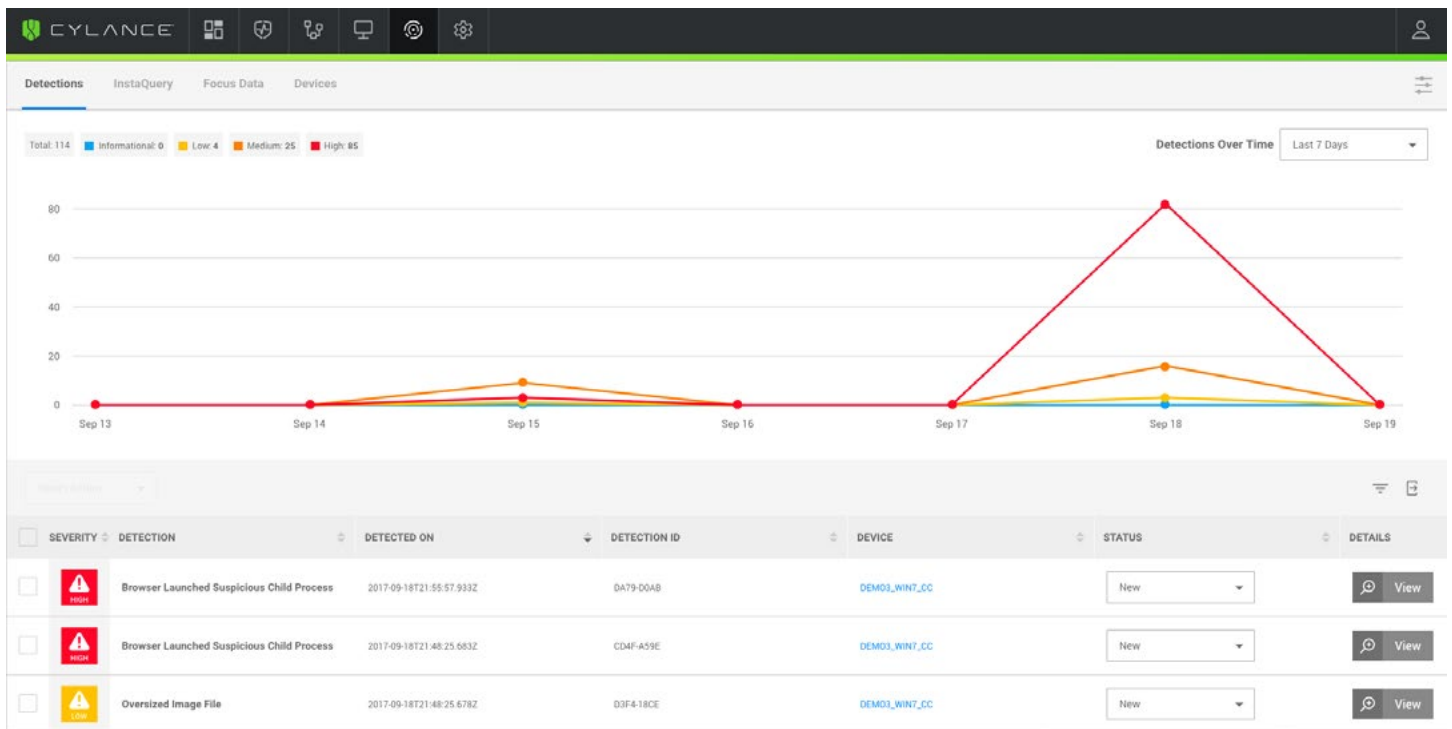 CYLANCE
Detections InstaQuery Focus Data Devices
Total: 114 Informational: 0 Low: 4 Medium: 25 High: 85 Detections Over Time Last 7 Days
80
60
40
20
0
Sep 13 Sep 14 Sep 15 Sep 16 Sep 17 Sep 18 Sep 19
SEVERITY DETECTION DETECTED ON DETECTION ID DEVICE STATUS DETAILS
HIGH Browser Launched Suspicious Child Process 2017-09-18T21:55:57.933Z DA79-D0AB DEMO3_WIN7_CC New View
HIGH Browser Launched Suspicious Child Process 2017-09-18T21:48:25.683Z CD4F-A59E DEMO3_WIN7_CC New View
LOW Oversized Image File 2017-09-18T21:48:25.678Z D3F4-18CE DEMO3_WIN7_CC New View